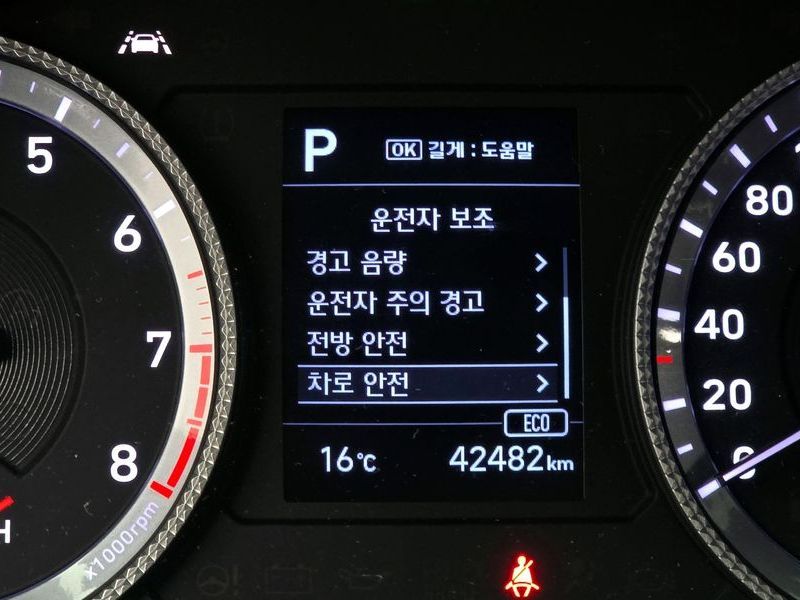 P
OK 길게 : 도움말
운전자 보조
경고 음량
운전자 주의 경고
전방 안전
차로 안전
ECO
16°C 42482km
5
6
7
8
x1000rpm
H
80
60
40
20
0